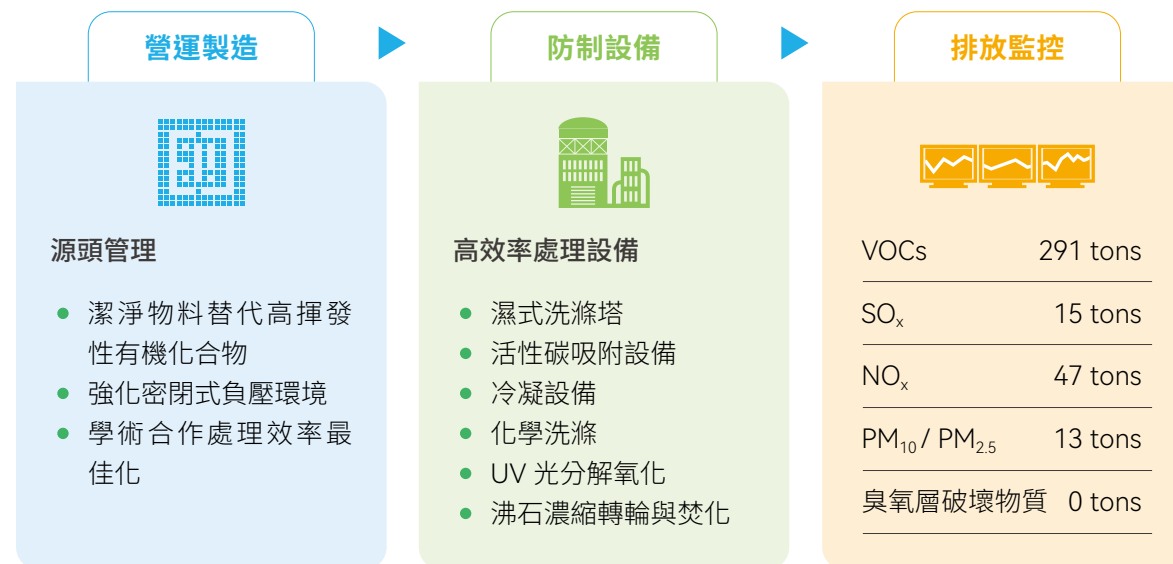 營運製造
防制設備
排放監控
源頭管理
潔淨物料替代高揮發
性有機化合物
強化密閉式負壓環境
學術合作處理效率最
佳化
高效率處理設備
濕式洗滌塔
活性碳吸附設備
冷凝設備
化學洗滌
UV 光分解氧化
沸石濃縮轉輪與焚化
VOCs 291 tons
SOx 15 tons
NOx 47 tons
PM10 / PM2.5 13 tons
臭氧層破壞物質 0 tons